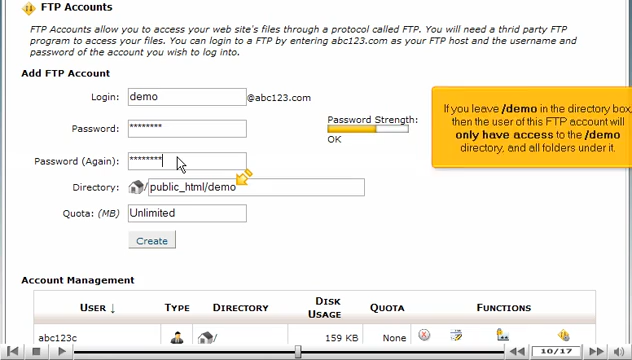 FTP Accounts
FTP Accounts allow you to access your web site's files through a protocol called FTP. You will need a thrid party FTP
program to access your files. You can login to a FTP by entering abc123.com as your FTP host and the username and
password of the account you wish to log into.
Add FTP Account
Login: demo @abc123.com
Password: ********
Password Strength:
OK
Password (Again): ********
Directory: / public_html/demo
Quota: (MB) Unlimited
Create
If you leave /demo in the directory box,
then the user of this FTP account will
only have access to the /demo
directory, and all folders under it.
Account Management
USER ↓ TYPE DIRECTORY DISK USAGE QUOTA FUNCTIONS
abc123c / 159 KB None
10/17